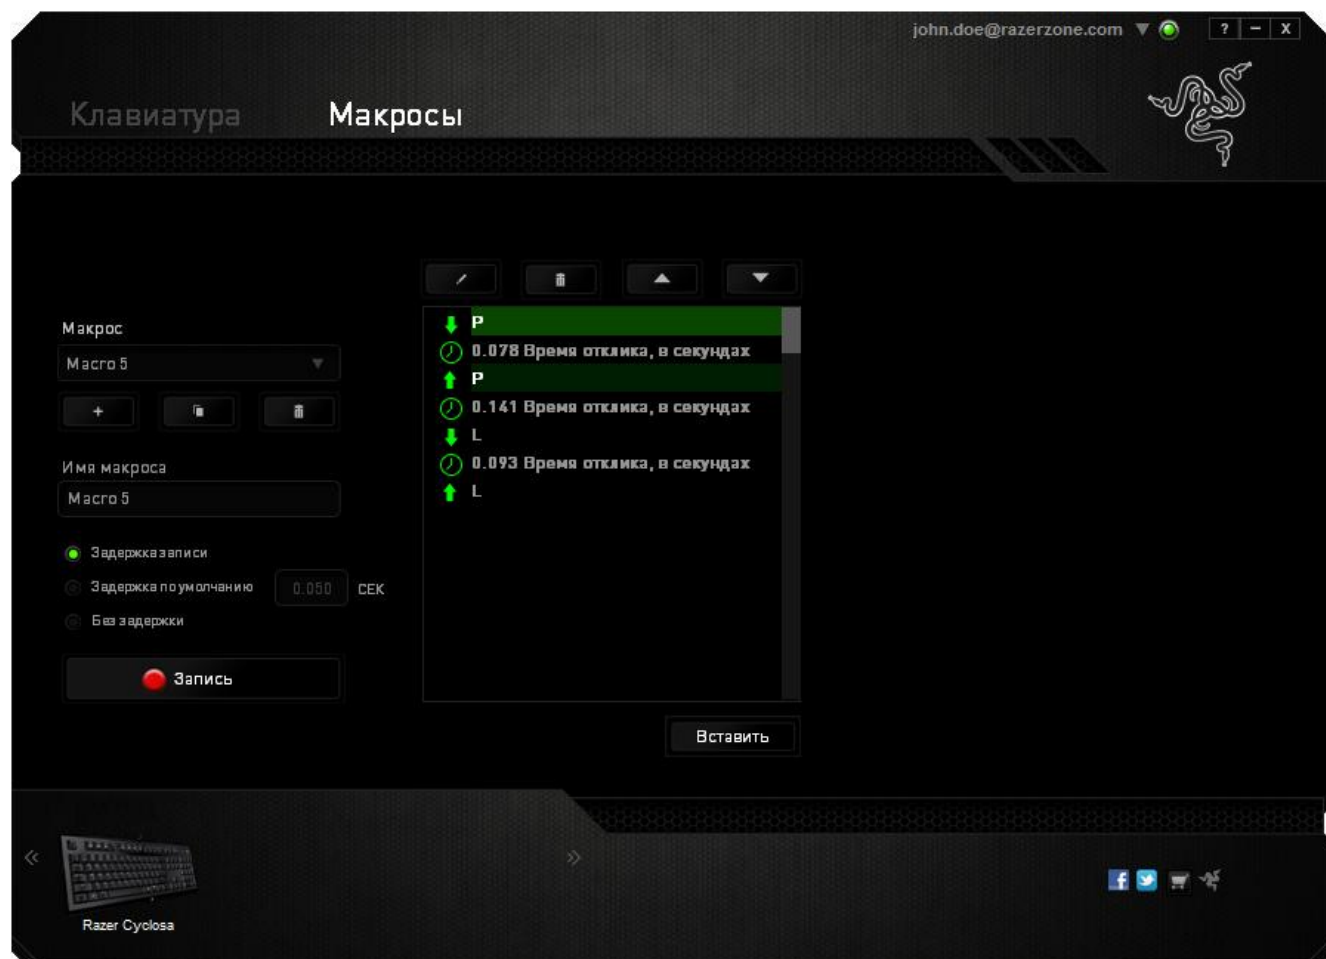 john.doe@razerzone.com
? – X
Клавиатура Макросы
Макрос
Macro 5
Имя макроса
Macro 5
Задержка записи
Задержка по умолчанию 0.050 СЕК
Без задержки
Запись
P
0.078 Время отклика, в секундах
P
0.141 Время отклика, в секундах
L
0.093 Время отклика, в секундах
L
Вставить
Razer Cyclosa